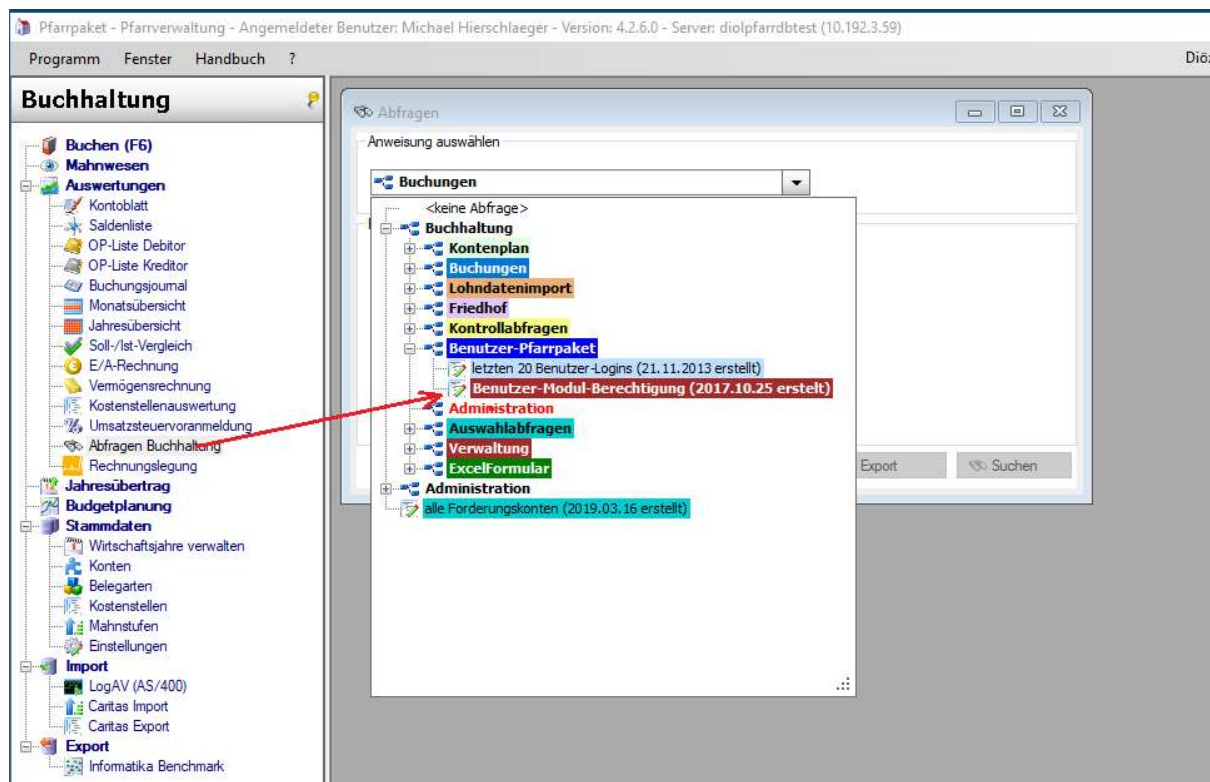 Pfarrpaket - Pfarrverwaltung - Angemeldeter Benutzer: Michael Hierschlaeger - Version: 4.2.6.0 - Server: diolpfarrdbtest (10.192.3.59)
Programm Fenster Handbuch ?
Diöz
Buchhaltung
Buchen (F6)
Mahnwesen
Auswertungen
Kontoblatt
Saldenliste
OP-Liste Debitor
OP-Liste Kreditor
Buchungsjournal
Monatsübersicht
Jahresübersicht
Soll-/Ist-Vergleich
E/A-Rechnung
Vermögensrechnung
Kostenstellenauswertung
Umsatzsteuervoranmeldung
Abfragen Buchhaltung
Rechnungslegung
Jahresübertrag
Budgetplanung
Stammdaten
Wirtschaftsjahre verwalten
Konten
Belegarten
Kostenstellen
Mahnstufen
Einstellungen
Import
LogAV (AS/400)
Caritas Import
Caritas Export
Export
Informatika Benchmark
Abfragen
Anweisung auswählen
Buchungen
<keine Abfrage>
Buchhaltung
Kontenplan
Buchungen
Lohndatenimport
Friedhof
Kontrollabfragen
Benutzer-Pfarrpaket
letzten 20 Benutzer-Logins (21.11.2013 erstellt)
Benutzer-Modul-Berechtigung (2017.10.25 erstellt)
Administration
Auswahlabfragen
Verwaltung
ExcelFormular
Administration
alle Forderungskonten (2019.03.16 erstellt)
Export
Suchen